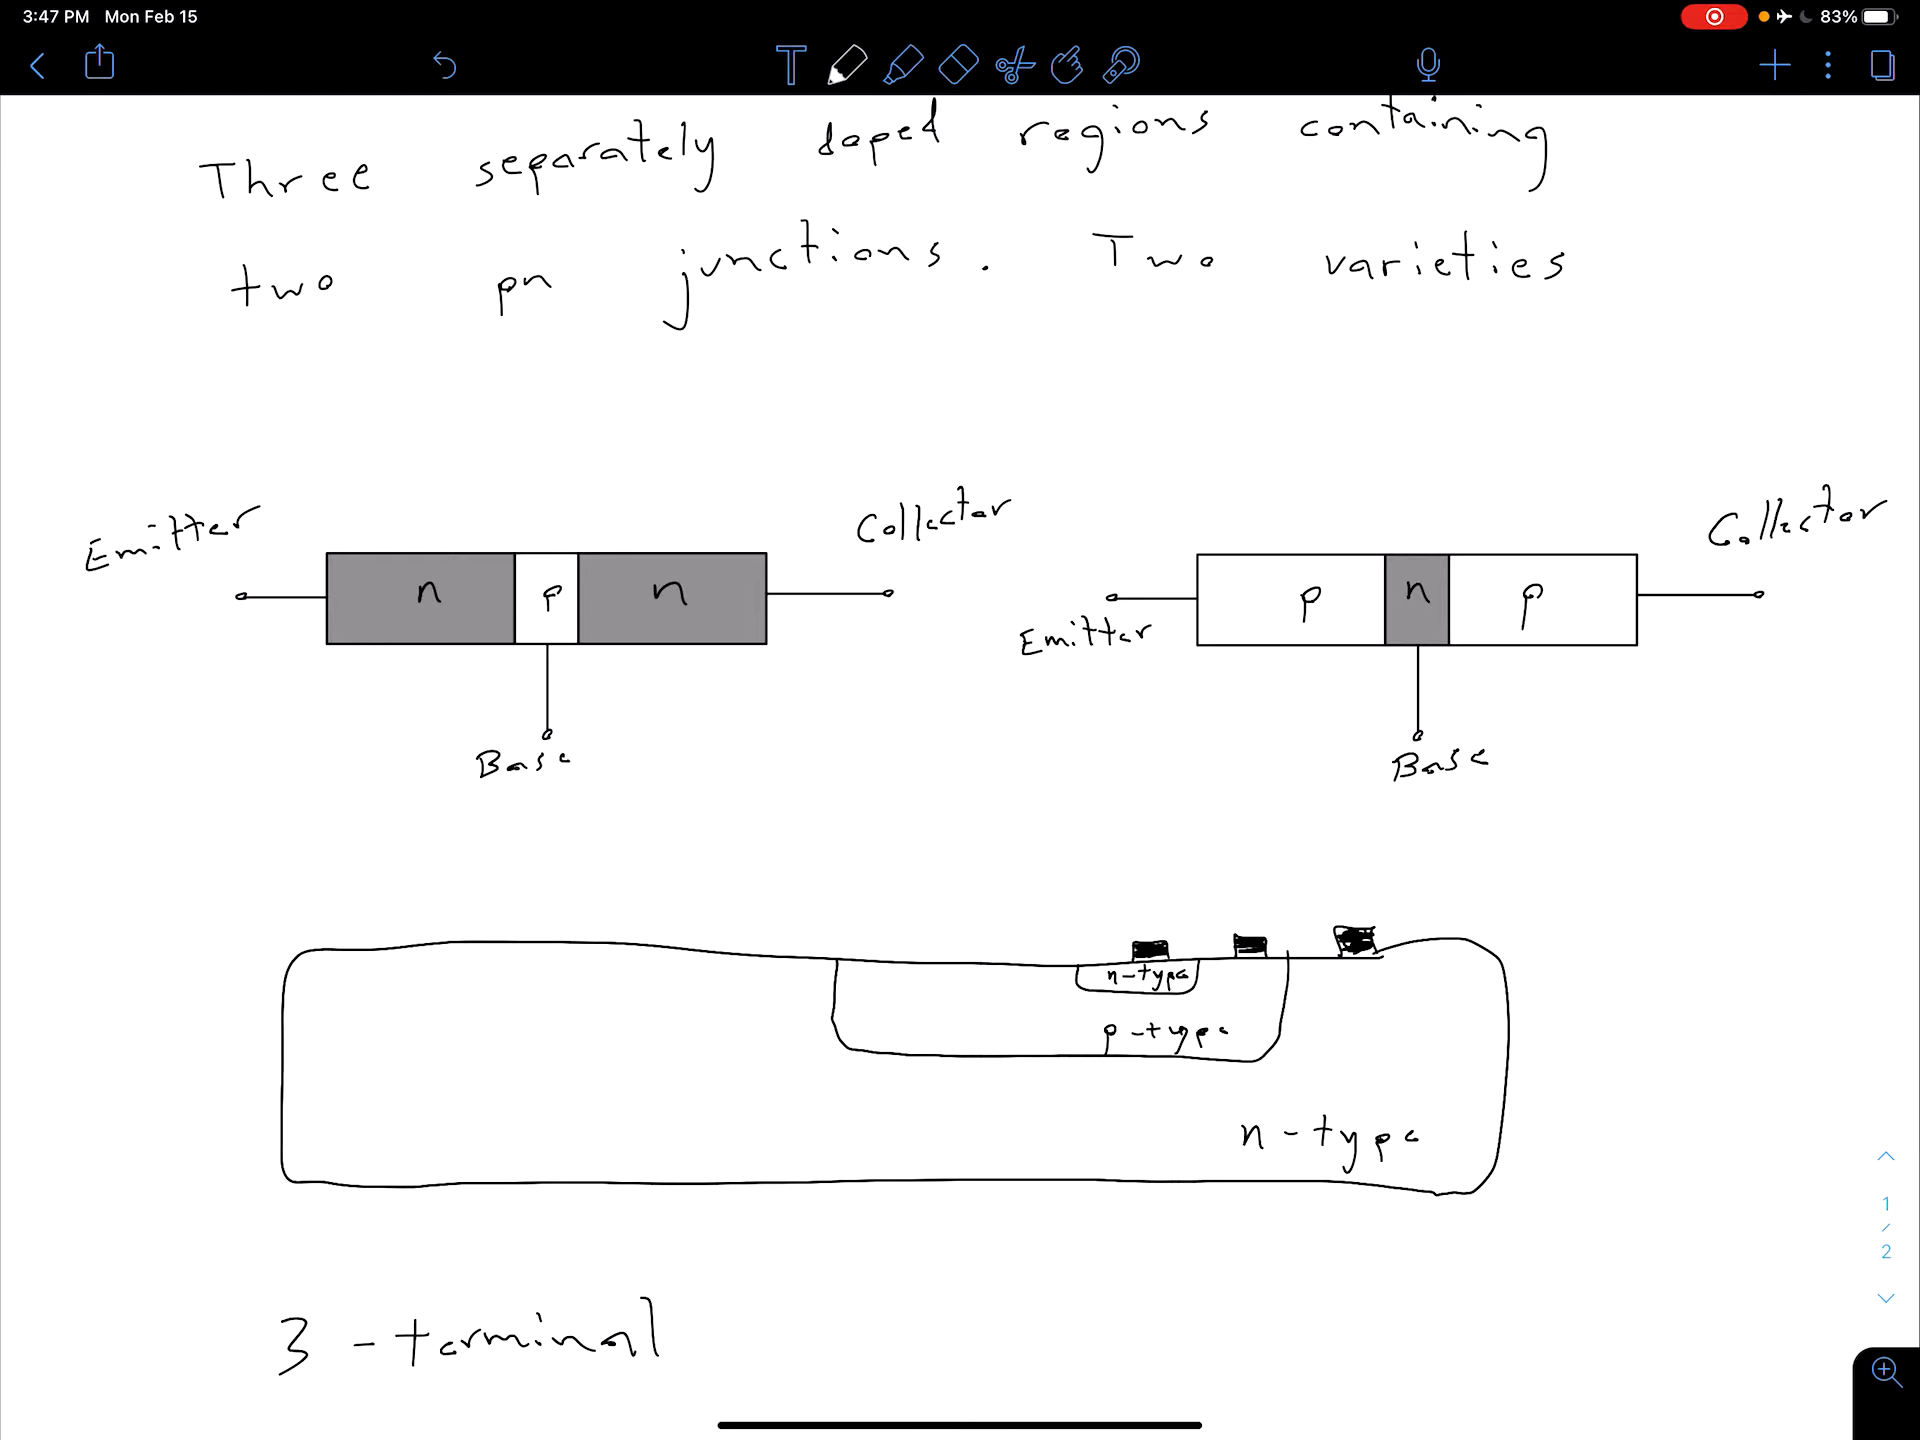 3:47 PM Mon Feb 15
83%
T
Three separately doped regions containing
two pn junctions. Two varieties
Emitter Collector Collector
n p n p n p
Emitter
Base Base
n-type
p-type
n-type
1
/
2
3-terminal